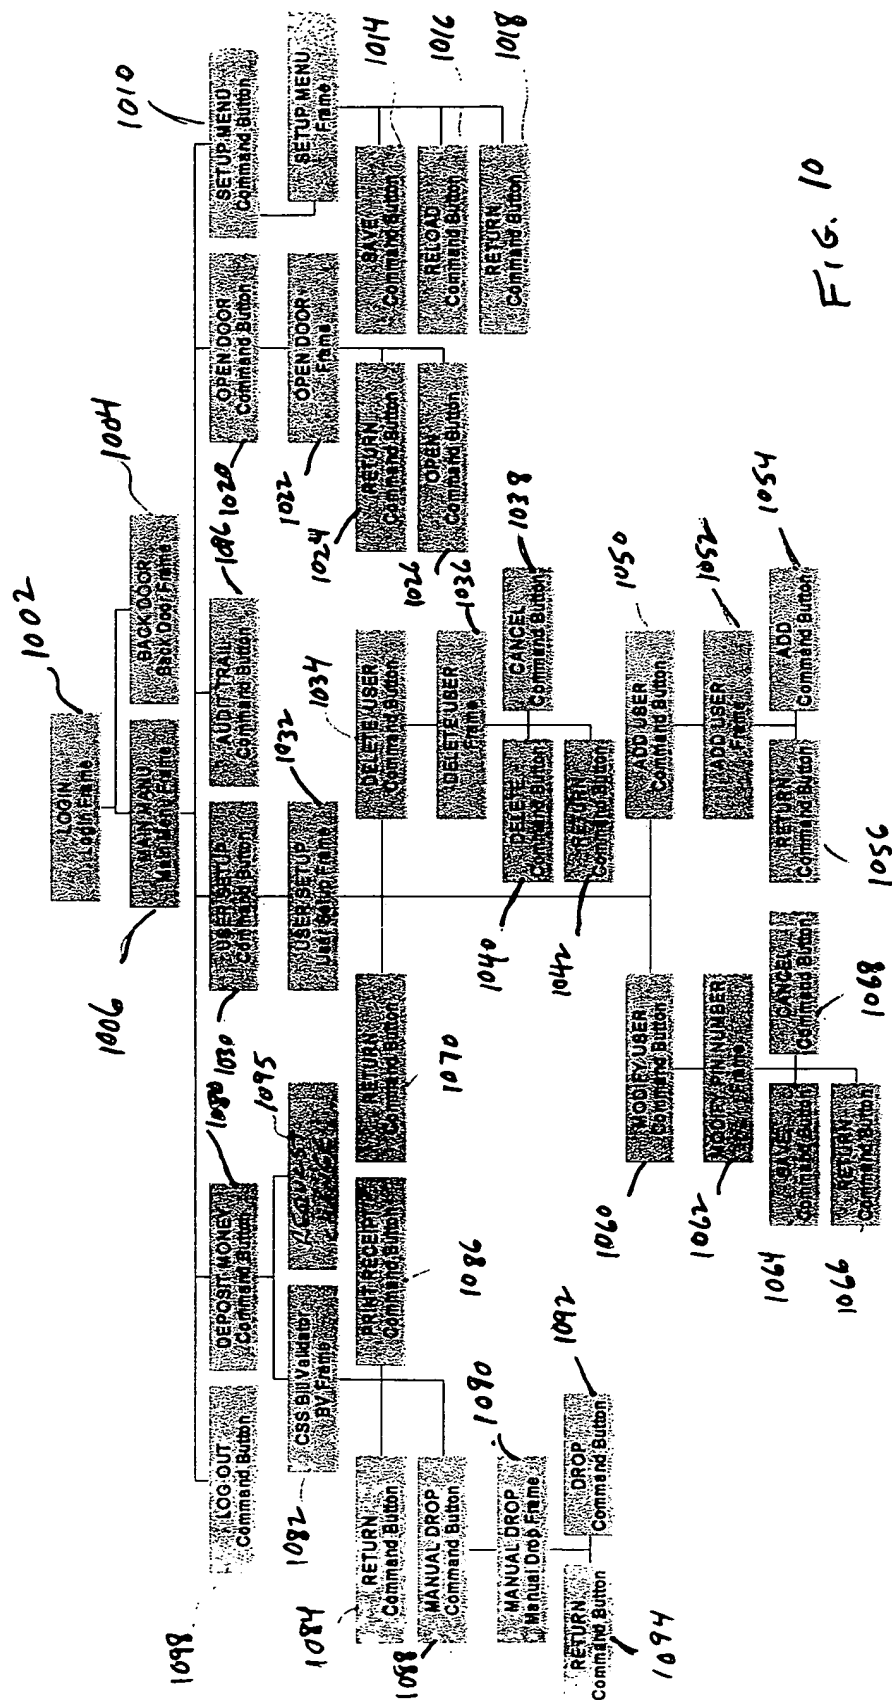 1002
LOGIN
Login Frame
1006
MAIN MANU
Main Menu Frame
BACK DOOR
Back Door Frame
1004
1098
LOG OUT
Command Button
DEPOSIT MONEY
Command Button
1080
USER SETUP
Command Button
1030
AUDIT TRAIL
1096
OPEN DOOR
Command Button
1020
SETUP MENU
Command Button
1010
CSS Bill Validator
BV Frame
1082
REQUEST
CHANGE
1095
USER SETUP
User Setup Frame
1032
OPEN DOOR
Frame
1022
SETUP MENU
Frame
1084
RETURN
Command Button
PRINT RECEIPT
Command Button
1086
RETURN
Command Button
1070
DELETE USER
Command Button
1034
RETURN
Command Button
1024
SAVE
Command Button
1014
MANUAL DROP
Command Button
1088
DELETE USER
Frame
1036
OPEN
Command Button
1026
RELOAD
Command Button
1016
RETURN
Command Button
1018
MANUAL DROP
Manual Drop Frame
1090
DELETE
Command Button
1040
CANCEL
Command Button
1038
RETURN
Command Button
1094
DROP
Command Button
1092
RETURN
Command Button
1042
MODIFY USER
Command Button
1060
ADD USER
Command Button
1050
MODIFY PIN NUMBER
Frame
1062
ADD USER
Frame
1052
SAVE
Command Button
1064
CANCEL
Command Button
1068
RETURN
Command Button
1056
ADD
Command Button
1054
RETURN
Command Button
1066
FIG. 10